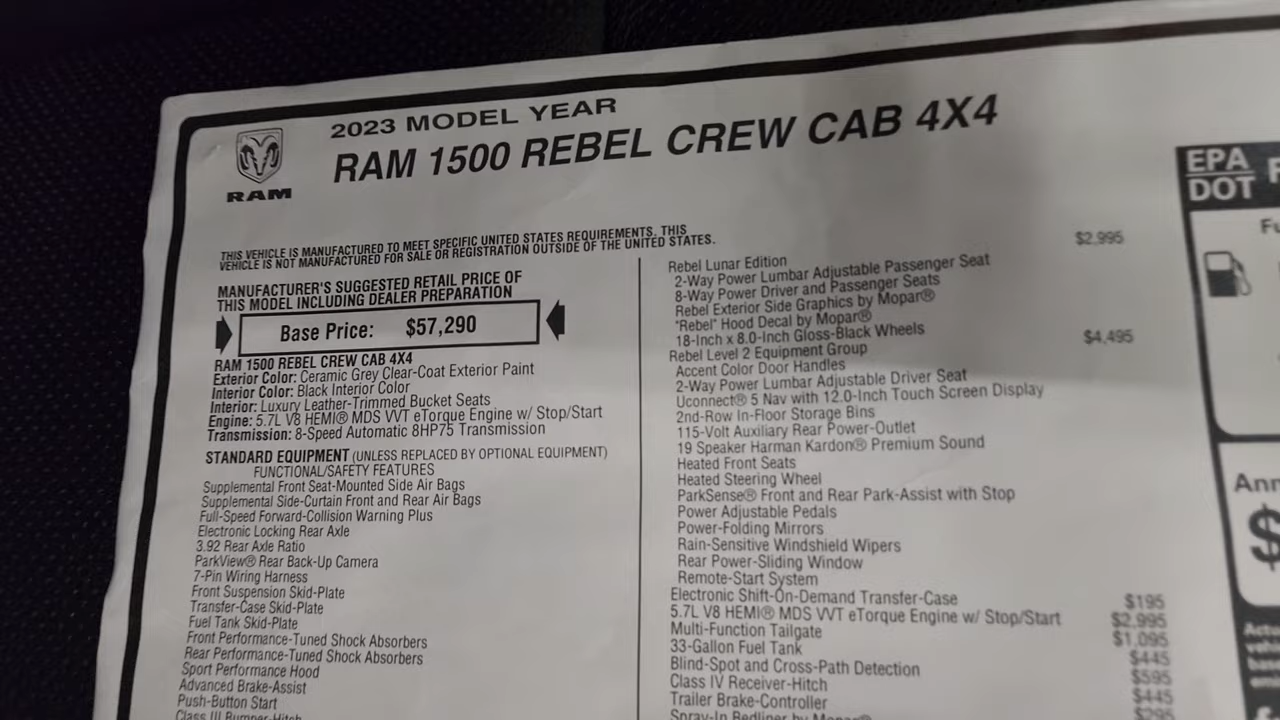 2023 MODEL YEAR
RAM 1500 REBEL CREW CAB 4X4
RAM
THIS VEHICLE IS MANUFACTURED TO MEET SPECIFIC UNITED STATES REQUIREMENTS. THIS
VEHICLE IS NOT MANUFACTURED FOR SALE OR REGISTRATION OUTSIDE OF THE UNITED STATES.
MANUFACTURER'S SUGGESTED RETAIL PRICE OF
THIS MODEL INCLUDING DEALER PREPARATION
Base Price: $57,290
RAM 1500 REBEL CREW CAB 4X4
Exterior Color: Ceramic Grey Clear-Coat Exterior Paint
Interior Color: Black Interior Color
Interior: Luxury Leather-Trimmed Bucket Seats
Engine: 5.7L V8 HEMI® MDS VVT eTorque Engine w/ Stop/Start
Transmission: 8-Speed Automatic 8HP75 Transmission
STANDARD EQUIPMENT (UNLESS REPLACED BY OPTIONAL EQUIPMENT)
FUNCTIONAL/SAFETY FEATURES
Supplemental Front Seat-Mounted Side Air Bags
Supplemental Side-Curtain Front and Rear Air Bags
Full-Speed Forward-Collision Warning Plus
Electronic Locking Rear Axle
3.92 Rear Axle Ratio
ParkView® Rear Back-Up Camera
7-Pin Wiring Harness
Front Suspension Skid-Plate
Transfer-Case Skid-Plate
Fuel Tank Skid-Plate
Front Performance-Tuned Shock Absorbers
Rear Performance-Tuned Shock Absorbers
Sport Performance Hood
Advanced Brake-Assist
Push-Button Start
Class III Bumper-Hitch
Rebel Lunar Edition $2,995
2-Way Power Lumbar Adjustable Passenger Seat
8-Way Power Driver and Passenger Seats
Rebel Exterior Side Graphics by Mopar®
"Rebel" Hood Decal by Mopar®
18-Inch x 8.0-Inch Gloss-Black Wheels
Rebel Level 2 Equipment Group $4,495
Accent Color Door Handles
2-Way Power Lumbar Adjustable Driver Seat
Uconnect® 5 Nav with 12.0-Inch Touch Screen Display
2nd-Row In-Floor Storage Bins
115-Volt Auxiliary Rear Power-Outlet
19 Speaker Harman Kardon® Premium Sound
Heated Front Seats
Heated Steering Wheel
ParkSense® Front and Rear Park-Assist with Stop
Power Adjustable Pedals
Power-Folding Mirrors
Rain-Sensitive Windshield Wipers
Rear Power-Sliding Window
Remote-Start System
Electronic Shift-On-Demand Transfer-Case $195
5.7L V8 HEMI® MDS VVT eTorque Engine w/ Stop/Start $2,995
Multi-Function Tailgate $1,095
33-Gallon Fuel Tank $445
Blind-Spot and Cross-Path Detection $595
Class IV Receiver-Hitch $445
Trailer Brake-Controller $295
Spray-In Bedliner by Mopar®
EPA
DOT
Fu
Ann
$